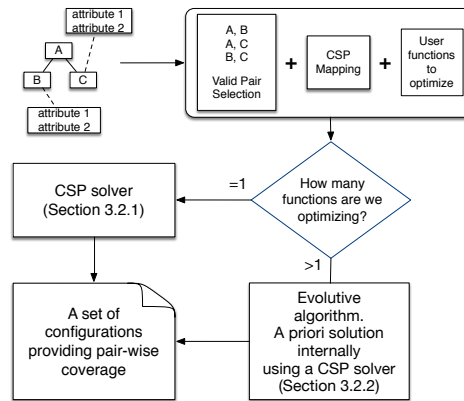 attribute 1
attribute 2
A
B
C
attribute 1
attribute 2
A, B
A, C
B, C
Valid Pair
Selection
+
CSP
Mapping
+
User
functions to
optimize
How many
functions are we
optimizing?
=1
>1
CSP solver
(Section 3.2.1)
A set of
configurations
providing pair-wise
coverage
Evolutive
algorithm.
A priori solution
internally
using a CSP solver
(Section 3.2.2)